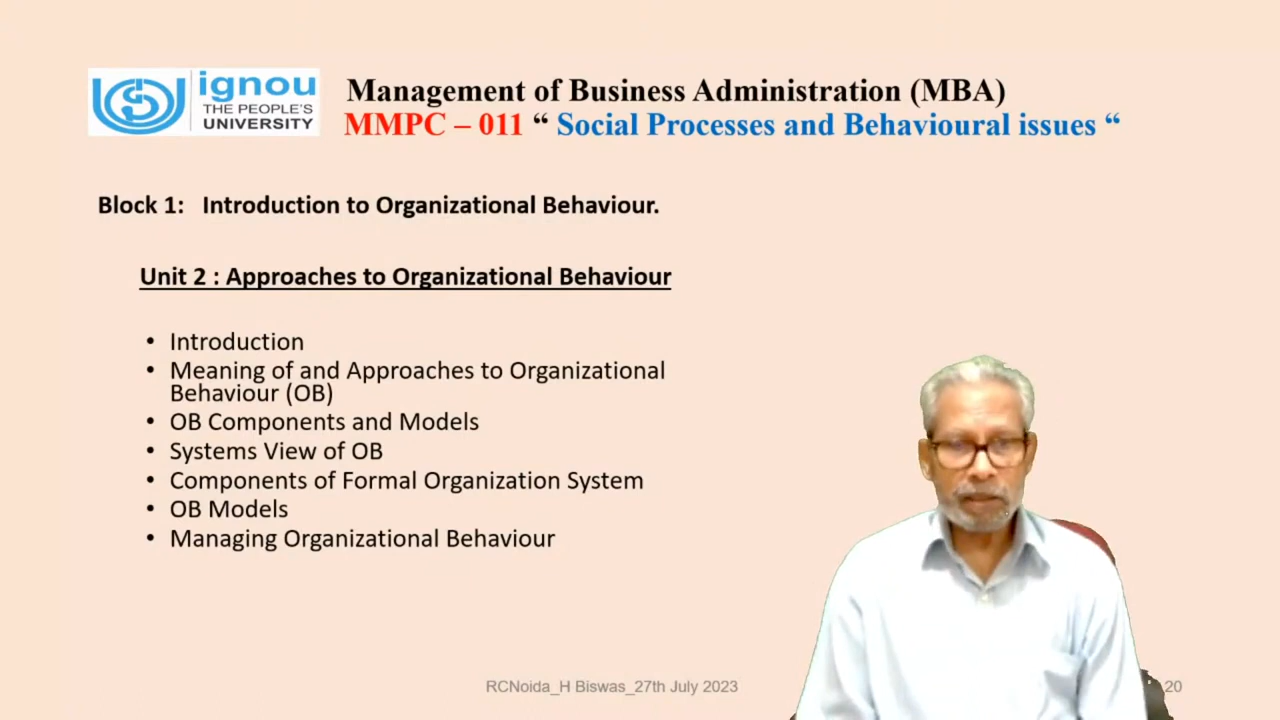 ignou
THE PEOPLE'S
UNIVERSITY
Management of Business Administration (MBA)
MMPC – 011 “ Social Processes and Behavioural issues “
Block 1: Introduction to Organizational Behaviour.
Unit 2 : Approaches to Organizational Behaviour
• Introduction
• Meaning of and Approaches to Organizational
Behaviour (OB)
• OB Components and Models
• Systems View of OB
• Components of Formal Organization System
• OB Models
• Managing Organizational Behaviour
RCNoida_H Biswas_27th July 2023
20